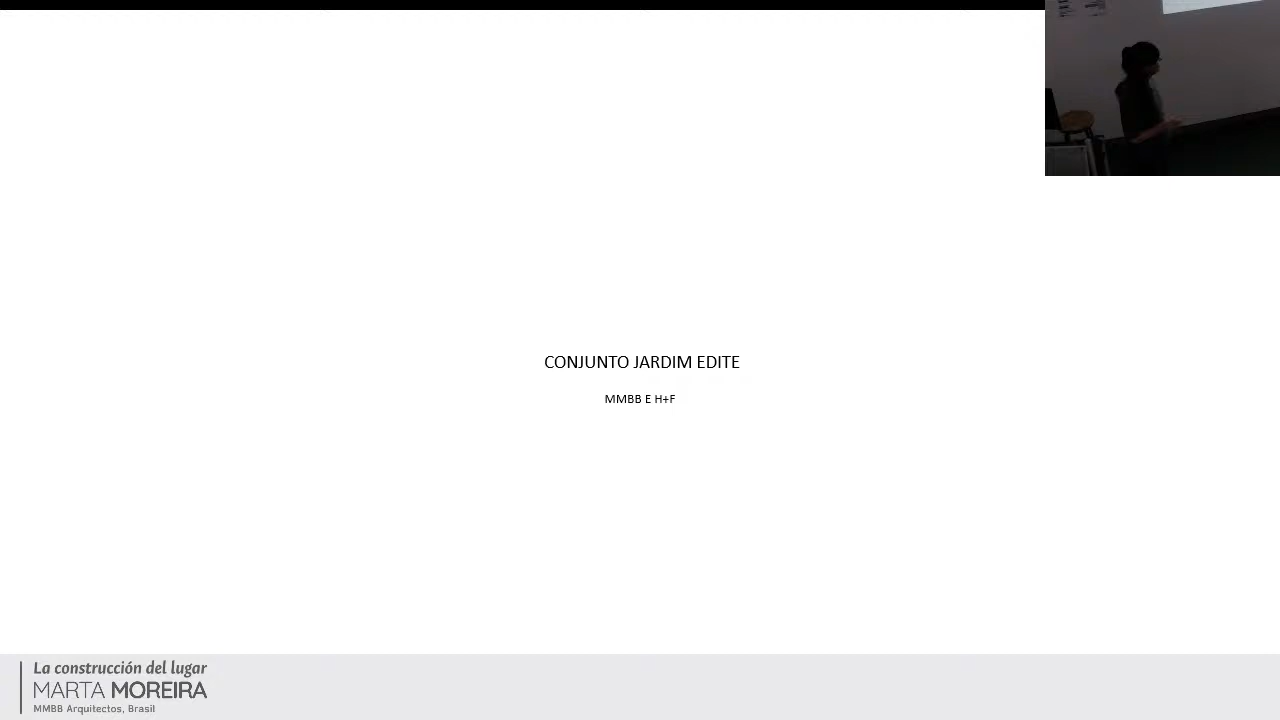 CONJUNTO JARDIM EDITE
MMBB E H+F
La construcción del lugar
MARTA MOREIRA
MMBB Arquitectos, Brasil